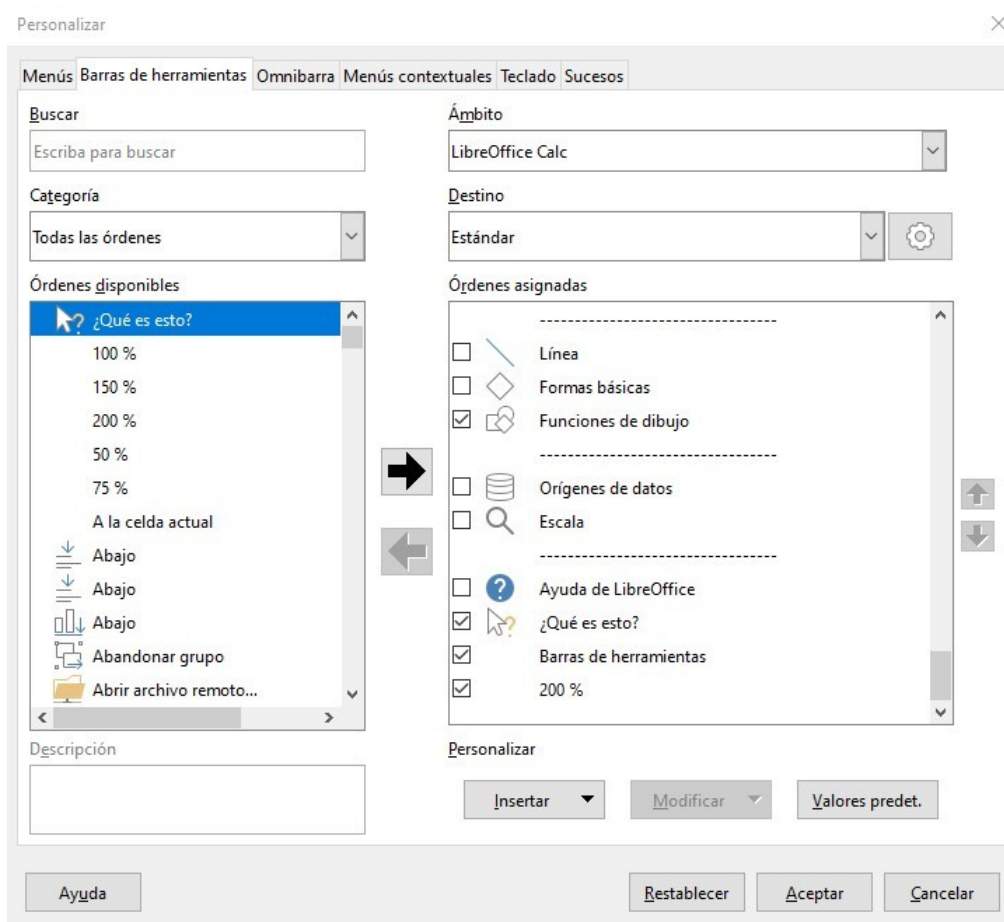 Personalizar
Menús Barras de herramientas Omnibarra Menús contextuales Teclado Sucesos
Buscar
Escriba para buscar
Categoría
Todas las órdenes
Órdenes disponibles
¿Qué es esto?
100 %
150 %
200 %
50 %
75 %
A la celda actual
Abajo
Abajo
Abajo
Abandonar grupo
Abrir archivo remoto...
Descripción
Ámbito
LibreOffice Calc
Destino
Estándar
Órdenes asignadas
----------------------------------
Línea
Formas básicas
Funciones de dibujo
----------------------------------
Orígenes de datos
Escala
----------------------------------
Ayuda de LibreOffice
¿Qué es esto?
Barras de herramientas
200 %
Personalizar
Insertar Modificar Valores predet.
Ayuda Restablecer Aceptar Cancelar